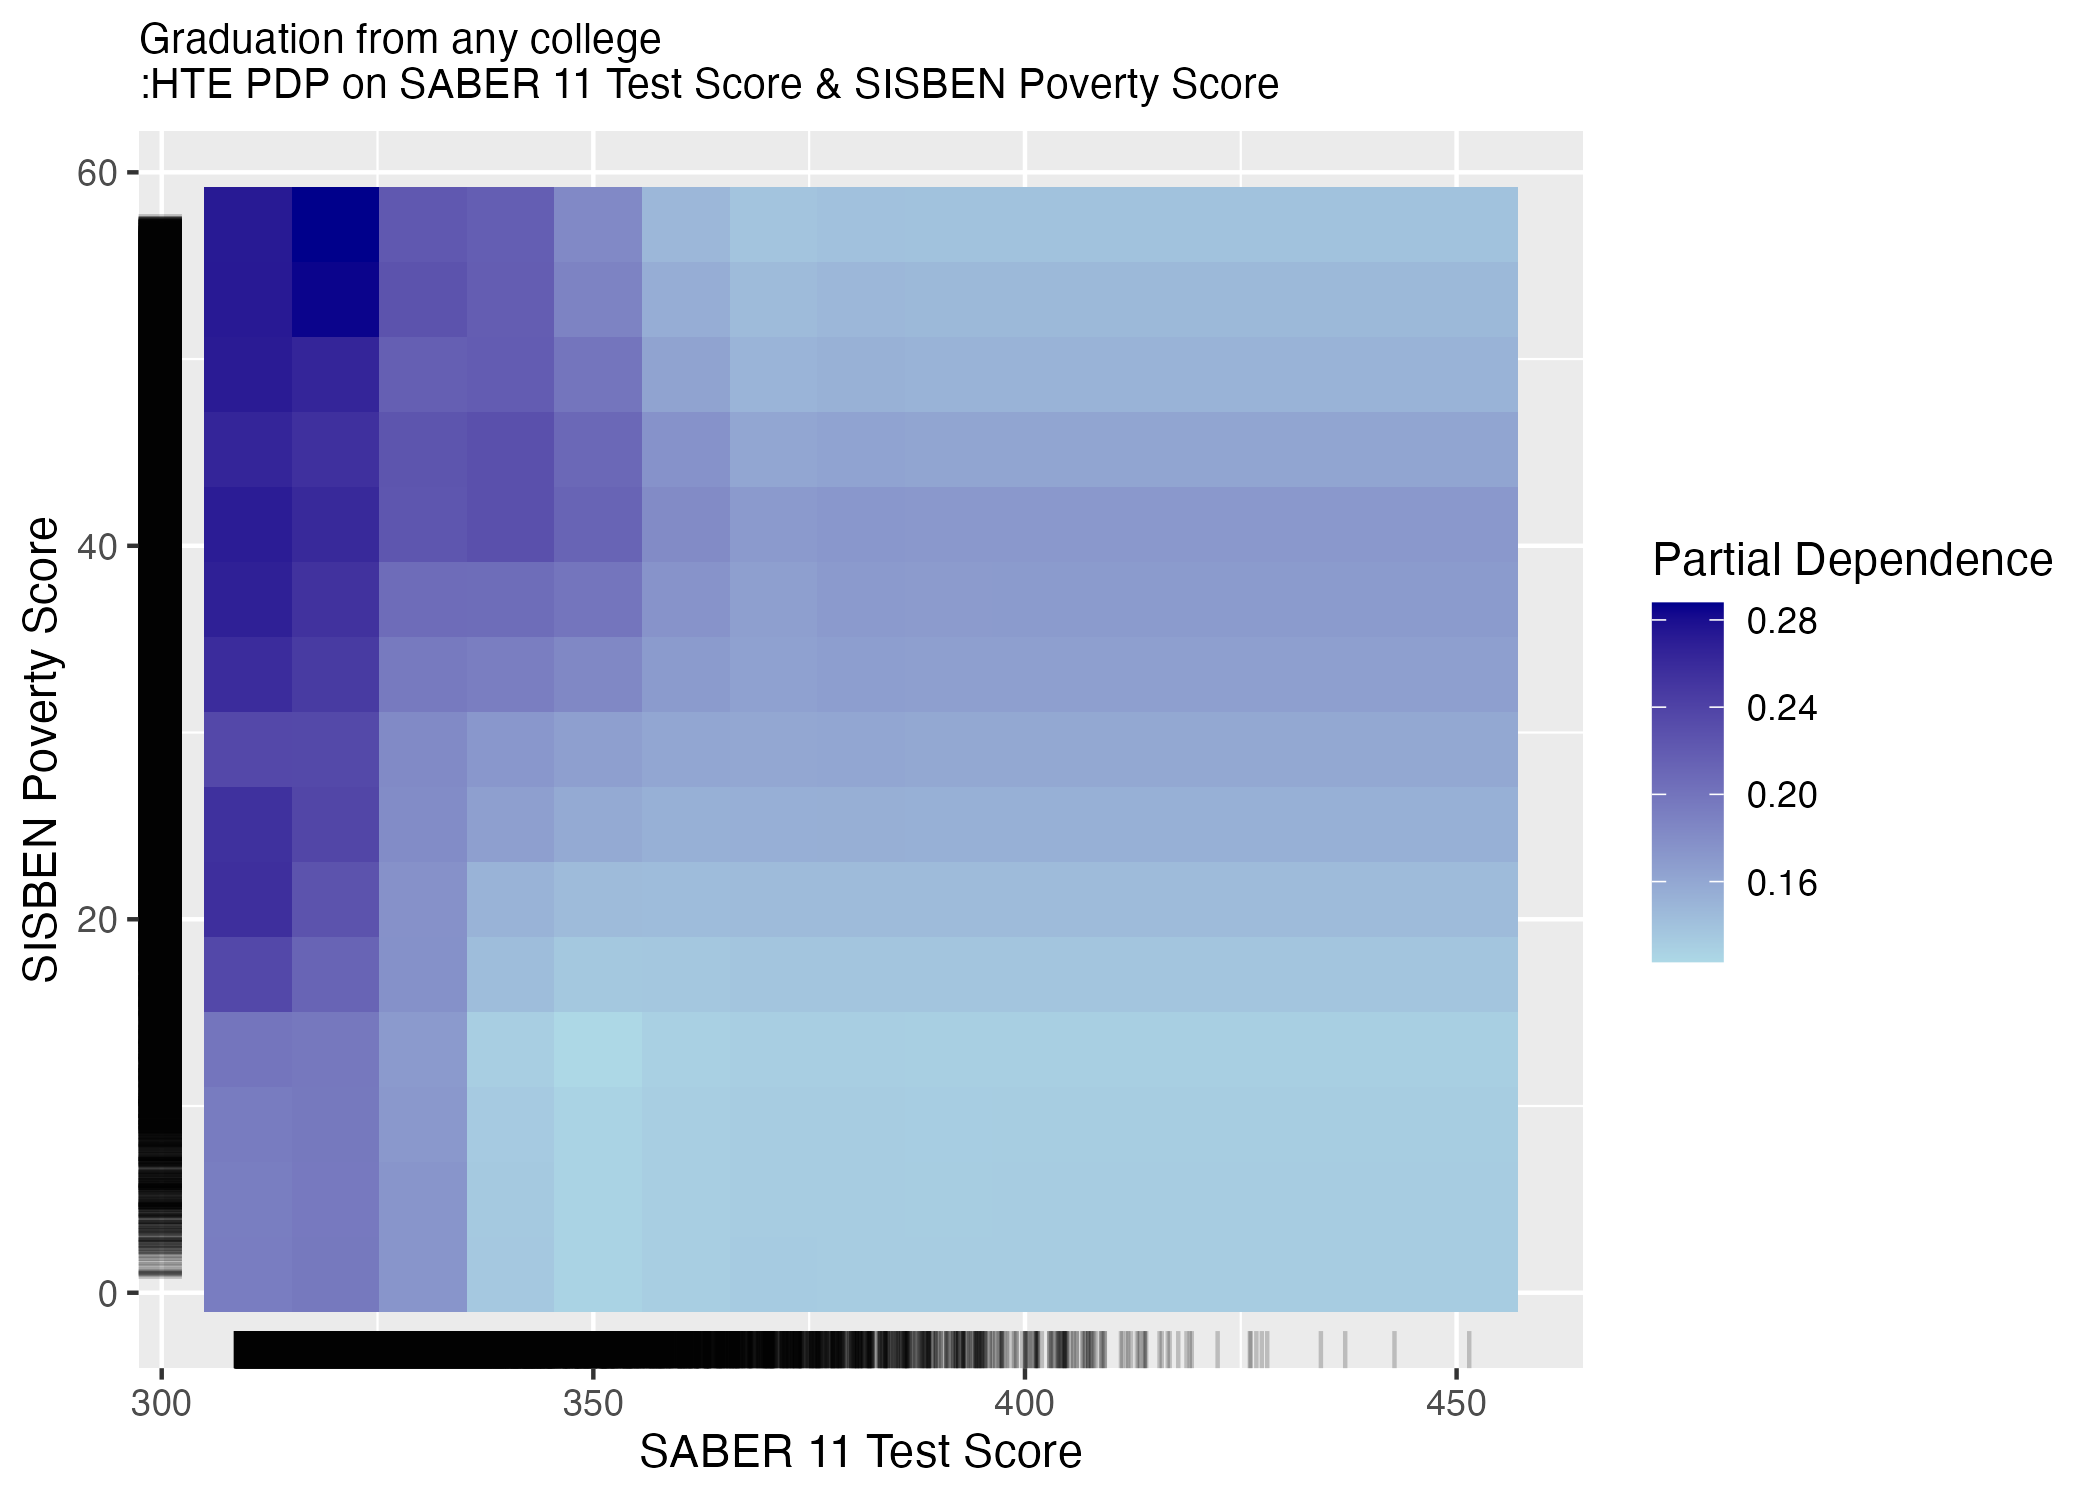 Graduation from any college
:HTE PDP on SABER 11 Test Score & SISBEN Poverty Score
60
40
20
0
SISBEN Poverty Score
300
350
400
450
SABER 11 Test Score
Partial Dependence
0.28
0.24
0.20
0.16